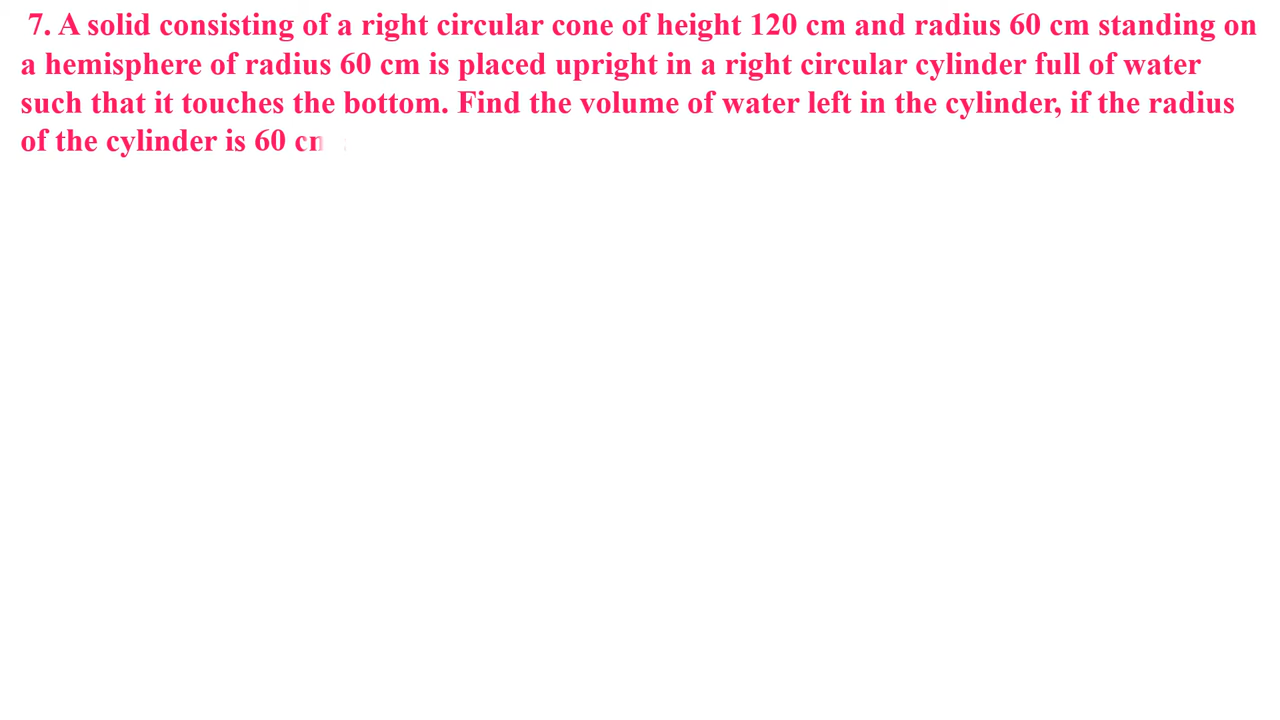 7. A solid consisting of a right circular cone of height 120 cm and radius 60 cm standing on
a hemisphere of radius 60 cm is placed upright in a right circular cylinder full of water
such that it touches the bottom. Find the volume of water left in the cylinder, if the radius
of the cylinder is 60